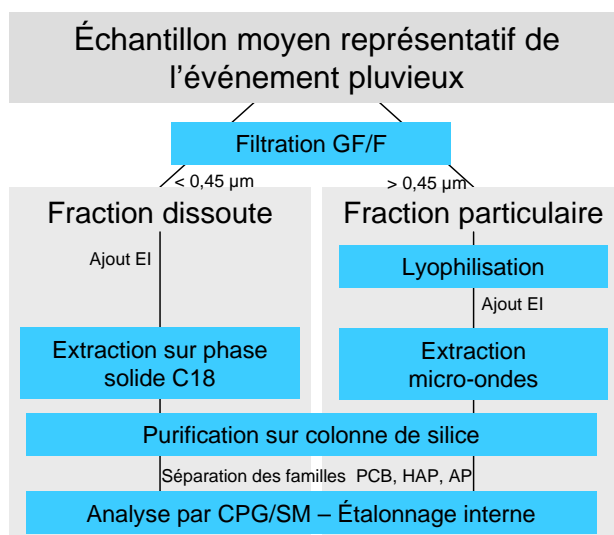 Échantillon moyen représentatif de
l'événement pluvieux
Filtration GF/F
< 0,45 µm
> 0,45 µm
Fraction dissoute
Fraction particulaire
Ajout EI
Lyophilisation
Ajout EI
Extraction sur phase
solide C18
Extraction
micro-ondes
Purification sur colonne de silice
Séparation des familles PCB, HAP, AP
Analyse par CPG/SM – Étalonnage interne